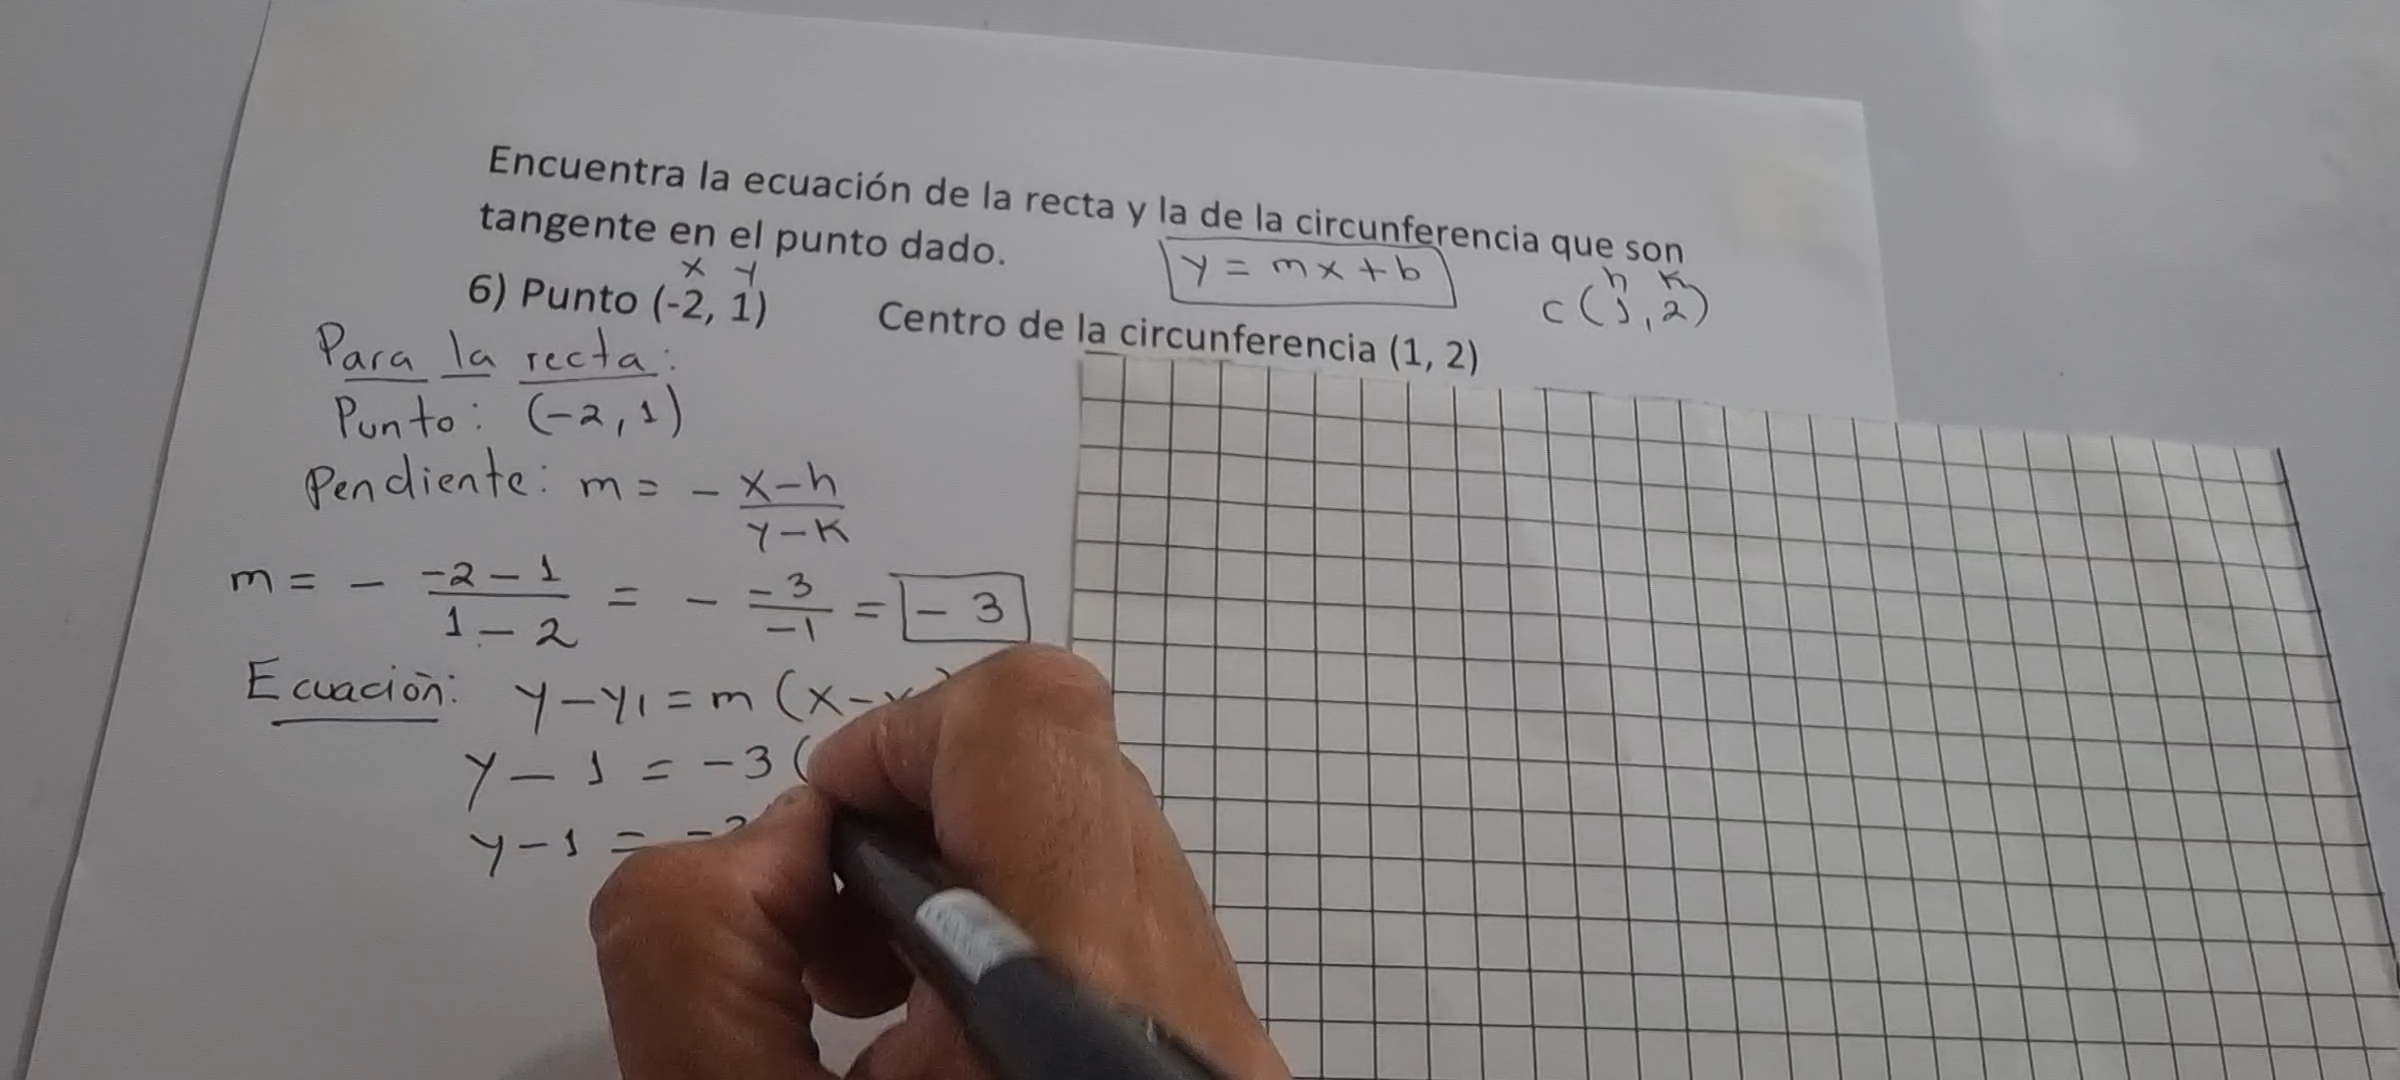 Encuentra la ecuación de la recta y la de la circunferencia que son
tangente en el punto dado.
y = mx + b
x y
h k
6) Punto (-2, 1)
Centro de la circunferencia (1, 2)
c(1, 2)
Para la recta:
Punto: (-2, 1)
Pendiente: m = - x-h / y-k
m = - -2-1 / 1-2 = - -3 / -1 = -3
Ecuación: y-y1 = m (x-
y - 1 = -3 (
y-1 = -